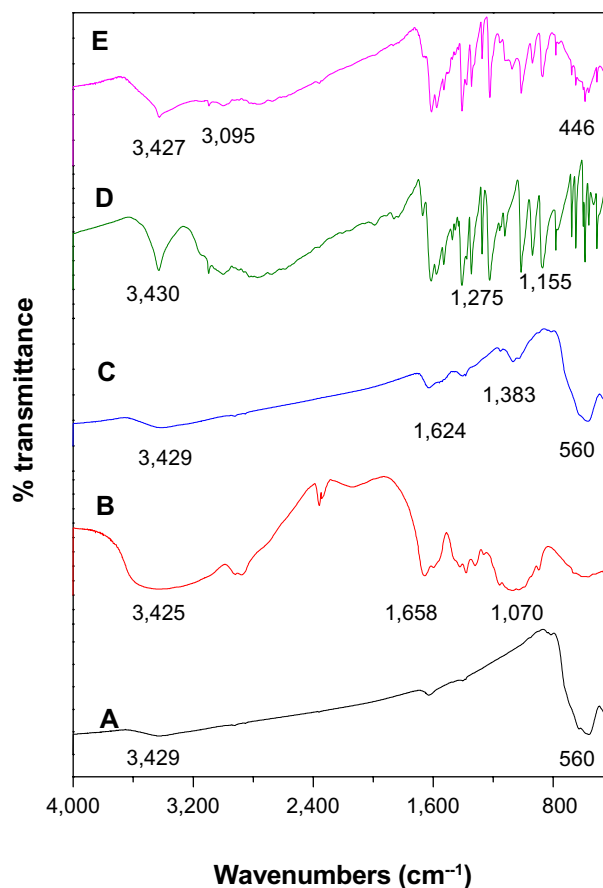 E
3,427
3,095
446
D
3,430
1,275
1,155
C
3,429
1,624
1,383
560
B
3,425
1,658
1,070
A
3,429
560
% transmittance
4,000 3,200 2,400 1,600 800
Wavenumbers (cm--1)